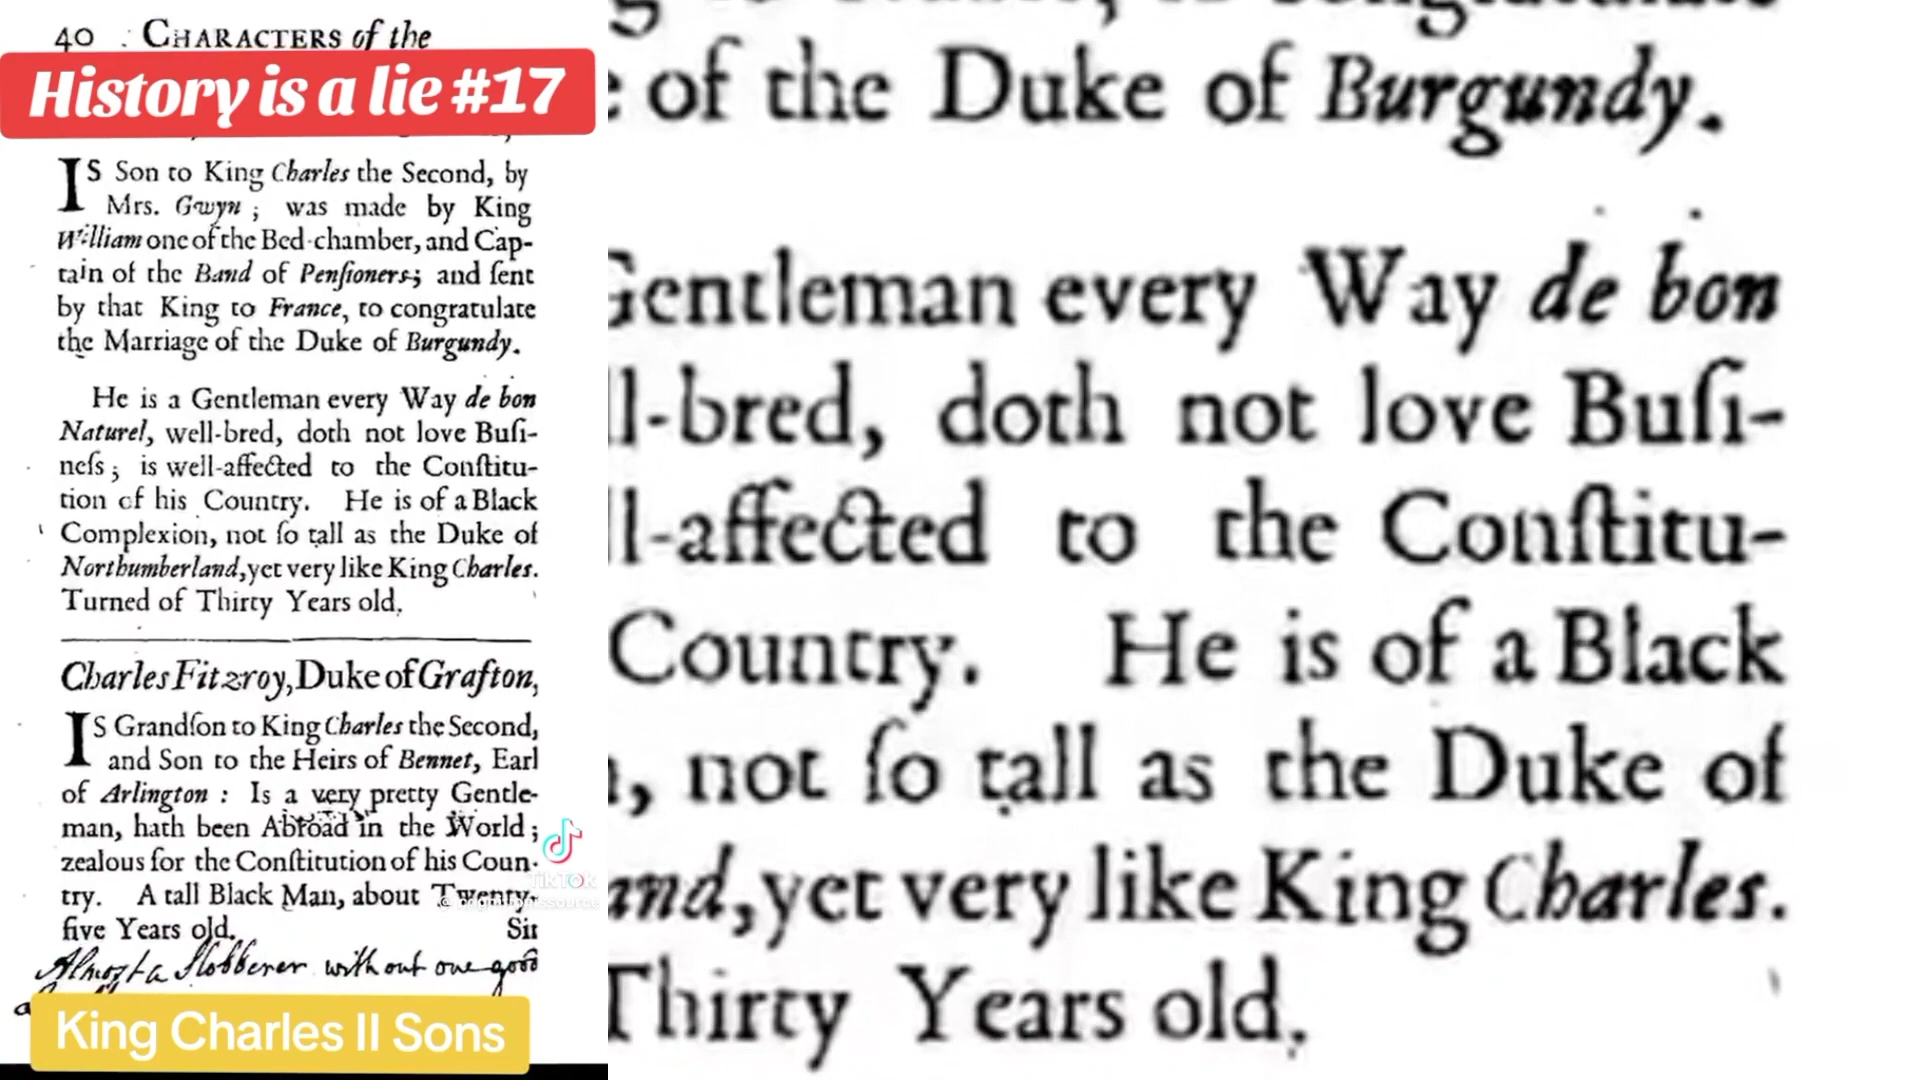 40 CHARACTERS of the
History is a lie #17
IS Son to King Charles the Second, by
Mrs. Gwyn; was made by King
William one of the Bed-chamber, and Cap-
tain of the Band of Penſioners; and ſent
by that King to France, to congratulate
the Marriage of the Duke of Burgundy.
He is a Gentleman every Way de bon
Naturel, well-bred, doth not love Buſi-
neſs; is well-affected to the Conſtitu-
tion of his Country. He is of a Black
Complexion, not ſo tall as the Duke of
Northumberland, yet very like King Charles.
Turned of Thirty Years old.
Charles Fitzroy, Duke of Grafton,
IS Grandſon to King Charles the Second,
and Son to the Heirs of Bennet, Earl
of Arlington: Is a very pretty Gentle-
man, hath been Abroad in the World;
zealous for the Conſtitution of his Coun-
try. A tall Black Man, about Twenty
five Years old. Sir
Almost a slobberer without one good
King Charles II Sons
TikTok
of the Duke of Burgundy.
Gentleman every Way de bon
ll-bred, doth not love Buſi-
ll-affected to the Conſtitu-
Country. He is of a Black
n, not ſo tall as the Duke of
and, yet very like King Charles.
Thirty Years old.